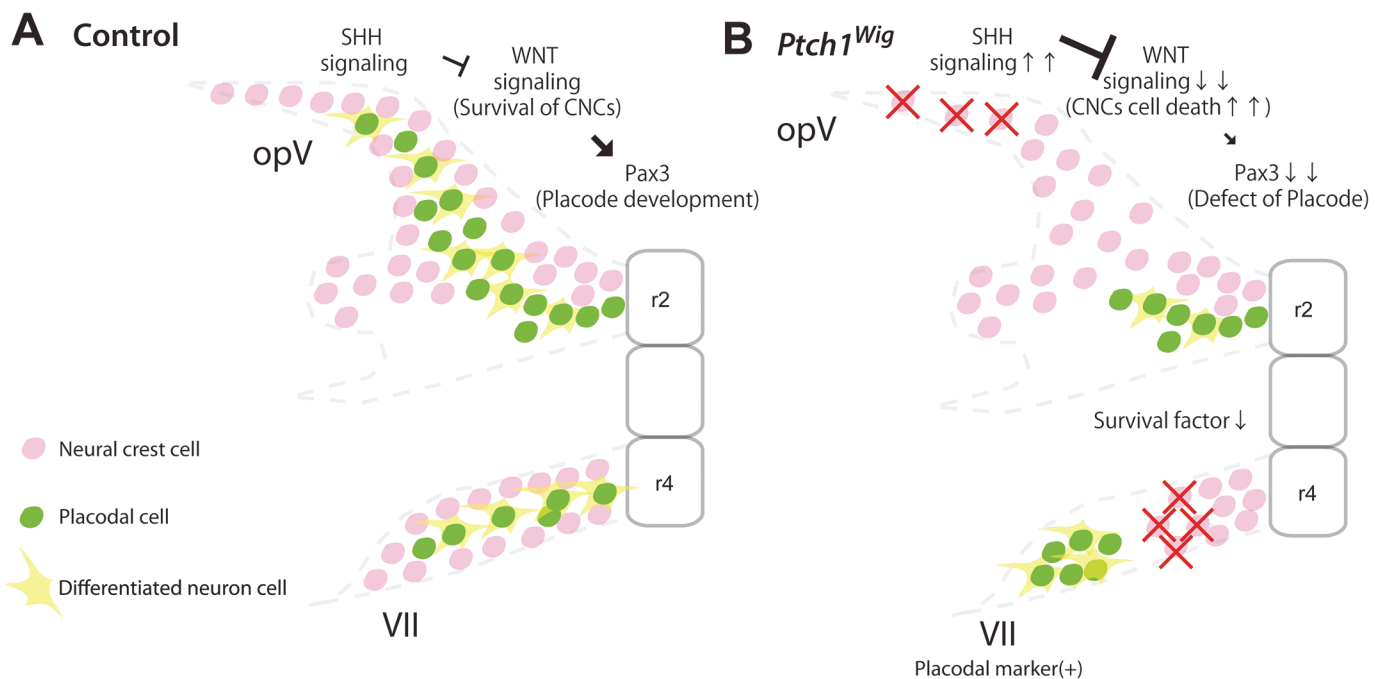 A Control
SHH
signaling
WNT
signaling
(Survival of CNCs)
opV
Pax3
(Placode development)
r2
r4
Neural crest cell
Placodal cell
Differentiated neuron cell
VII
B Ptch1Wig
SHH
signaling↑↑
WNT
signaling↓↓
(CNCs cell death↑↑)
opV
Pax3↓↓
(Defect of Placode)
r2
Survival factor↓
r4
VII
Placodal marker(+)